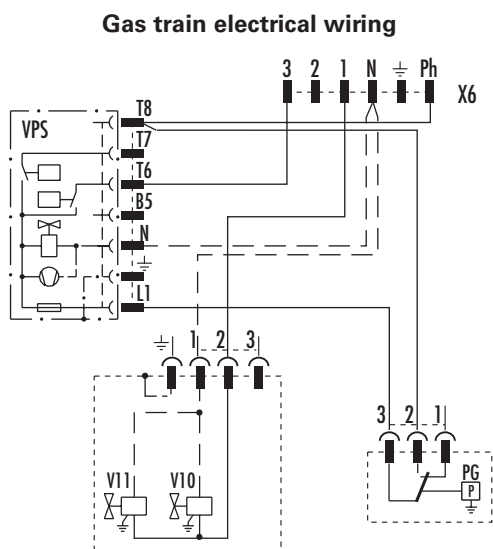 Gas train electrical wiring
3 2 1 N Ph
X6
VPS
T8
T7
T6
B5
N
L1
1 2 3
3 2 1
V11 V10
PG
P